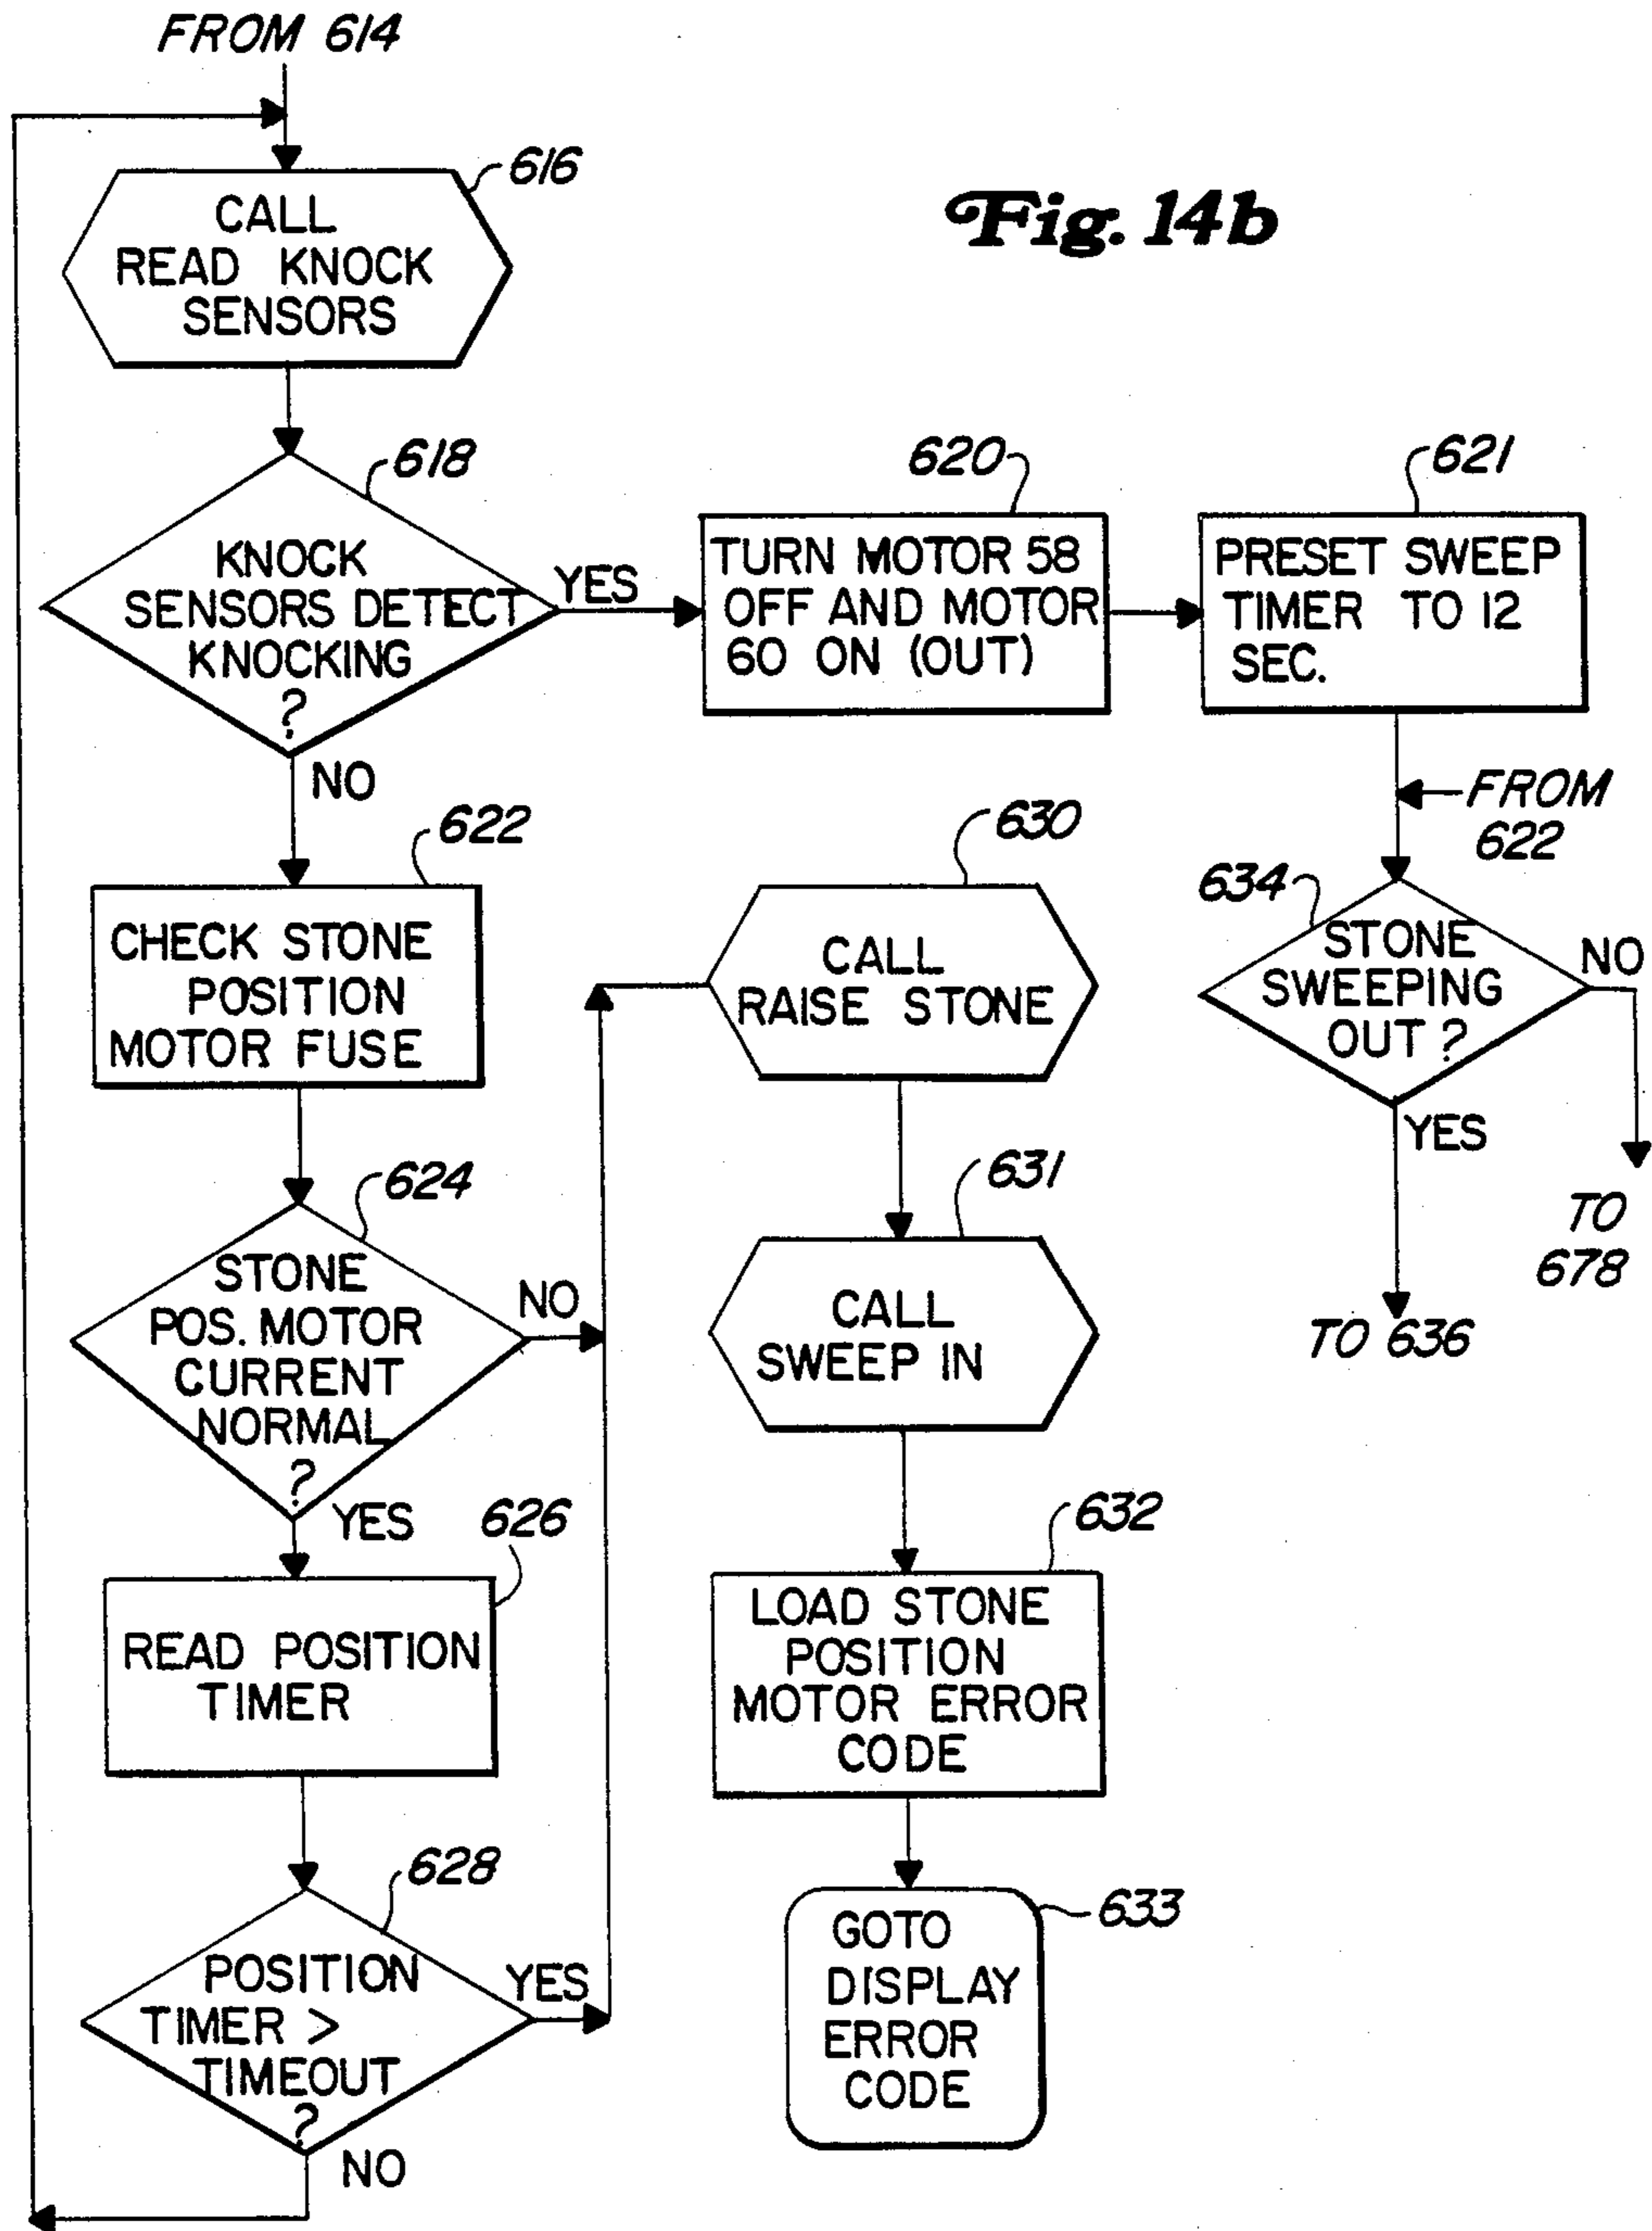 FROM 614
616
CALL
READ KNOCK
SENSORS
Fig. 14b
618
KNOCK
SENSORS DETECT
KNOCKING
?
YES
NO
620
TURN MOTOR 58
OFF AND MOTOR
60 ON (OUT)
621
PRESET SWEEP
TIMER TO 12
SEC.
FROM
622
634
STONE
SWEEPING
OUT ?
NO
YES
TO
678
TO 636
622
CHECK STONE
POSITION
MOTOR FUSE
624
STONE
POS. MOTOR
CURRENT
NORMAL
?
NO
YES
626
READ POSITION
TIMER
628
POSITION
TIMER >
TIMEOUT
?
YES
NO
630
CALL
RAISE STONE
631
CALL
SWEEP IN
632
LOAD STONE
POSITION
MOTOR ERROR
CODE
633
GOTO
DISPLAY
ERROR
CODE